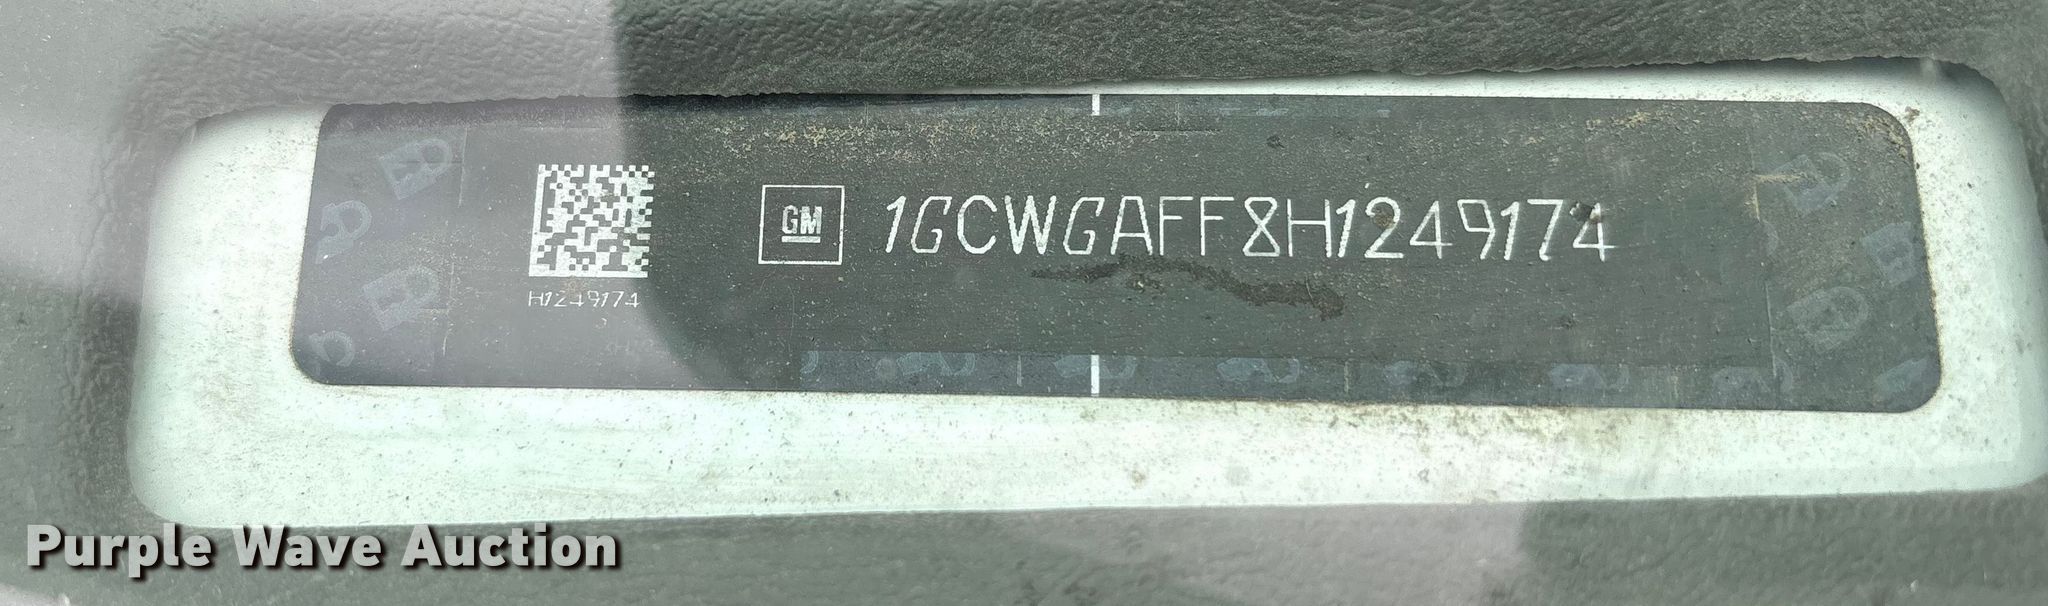 GM 1GCWGAFF8H1249174
H1249174
Purple Wave Auction